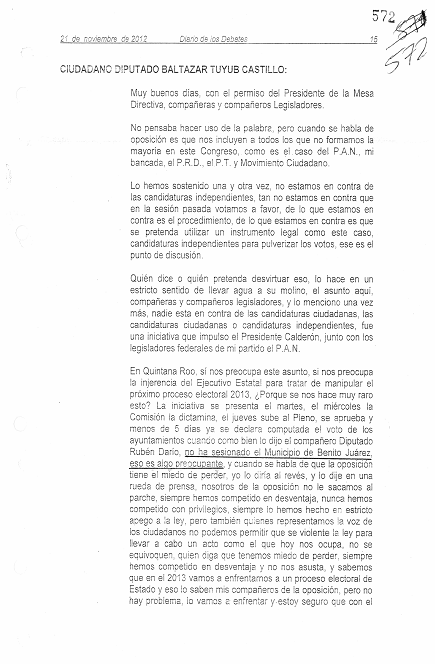 572
572
21 de noviembre de 2012 Diario de los Debates 15
CIUDADANO DIPUTADO BALTAZAR TUYUB CASTILLO:
Muy buenos días, con el permiso del Presidente de la Mesa
Directiva, compañeras y compañeros Legisladores.
No pensaba hacer uso de la palabra, pero cuando se habla de
oposición es que nos incluyen a todos los que no formamos la
mayoría en este Congreso, como es el caso del P.A.N., mi
bancada, el P.R.D., el P.T. y Movimiento Ciudadano.
Lo hemos sostenido una y otra vez, no estamos en contra de
las candidaturas independientes, tan no estamos en contra que
en la sesión pasada votamos a favor, de lo que estamos en
contra es el procedimiento, de lo que estamos en contra es que
se pretenda utilizar un instrumento legal como este caso,
candidaturas independientes para pulverizar los votos, ese es el
punto de discusión.
Quién dice o quién pretenda desvirtuar eso, lo hace en un
estricto sentido de llevar agua a su molino, el asunto aquí,
compañeras y compañeros legisladores, y lo menciono una vez
más, nadie esta en contra de las candidaturas ciudadanas, las
candidaturas ciudadanas o candidaturas independientes, fue
una iniciativa que impulso el Presidente Calderón, junto con los
legisladores federales de mi partido el P.A.N.
En Quintana Roo, sí nos preocupa este asunto, si nos preocupa
la injerencia del Ejecutivo Estatal para tratar de manipular el
próximo proceso electoral 2013, ¿Porque se nos hace muy raro
esto? La iniciativa se presenta el martes, el miércoles la
Comisión la dictamina, el jueves sube al Pleno, se aprueba y
menos de 5 días ya se declara computada el voto de los
ayuntamientos cuando como bien lo dijo el compañero Diputado
Rubén Darío, no ha sesionado el Municipio de Benito Juárez,
eso es algo preocupante, y cuando se habla de que la oposición
tiene el miedo de perder, yo lo diría al revés, y lo dije en una
rueda de prensa, nosotros de la oposición no le sacamos al
parche, siempre hemos competido en desventaja, nunca hemos
competido con privilegios, siempre lo hemos hecho en estricto
apego a la ley, pero también quienes representamos la voz de
los ciudadanos no podemos permitir que se violente la ley para
llevar a cabo un acto como el que hoy nos ocupa, no se
equivoquen, quien diga que tenemos miedo de perder, siempre
hemos competido en desventaja y no nos asusta, y sabemos
que en el 2013 vamos a enfrentarnos a un proceso electoral de
Estado y eso lo saben mis compañeros de la oposición, pero no
hay problema, lo vamos a enfrentar y estoy seguro que con el